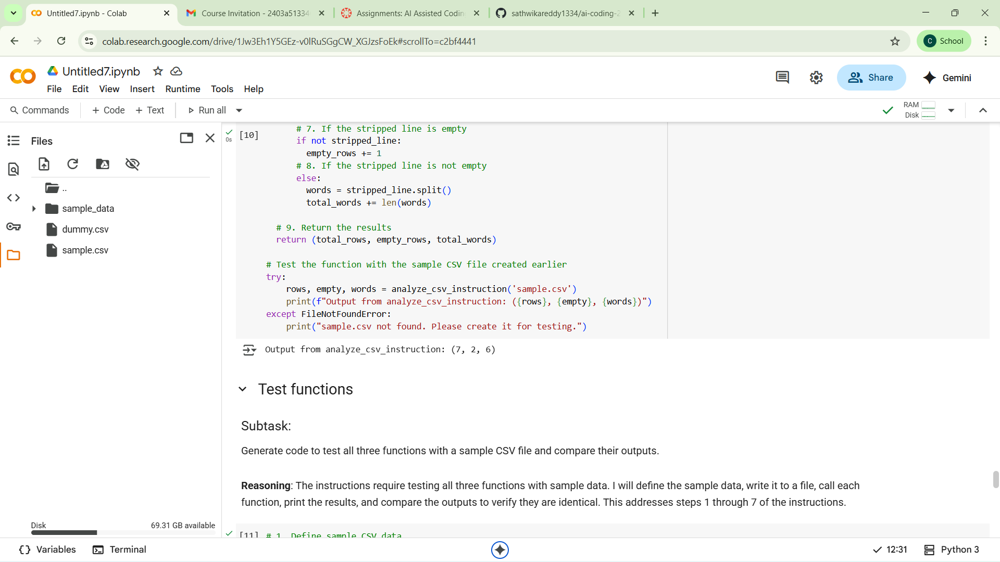 Untitled7.ipynb - Colab
Course Invitation - 2403a51334
Assignments: AI Assisted Codin
sathwikareddy1334/ai-coding-2
colab.research.google.com/drive/1Jw3Eh1Y5GEz-v0lRuSGgCW_XGJzsFoEk#scrollTo=c2bf4441
C School
Untitled7.ipynb
File Edit View Insert Runtime Tools Help
Share
Gemini
Commands + Code + Text Run all
RAM
Disk
Files
..
sample_data
dummy.csv
sample.csv
Disk 69.31 GB available
0s
[10]
# 7. If the stripped line is empty
if not stripped_line:
empty_rows += 1
# 8. If the stripped line is not empty
else:
words = stripped_line.split()
total_words += len(words)
# 9. Return the results
return (total_rows, empty_rows, total_words)
# Test the function with the sample CSV file created earlier
try:
rows, empty, words = analyze_csv_instruction('sample.csv')
print(f"Output from analyze_csv_instruction: ({rows}, {empty}, {words})")
except FileNotFoundError:
print("sample.csv not found. Please create it for testing.")
Output from analyze_csv_instruction: (7, 2, 6)
Test functions
Subtask:
Generate code to test all three functions with a sample CSV file and compare their outputs.
Reasoning: The instructions require testing all three functions with sample data. I will define the sample data, write it to a file, call each
function, print the results, and compare the outputs to verify they are identical. This addresses steps 1 through 7 of the instructions.
[11] # 1. Define sample CSV data
Variables Terminal
12:31 Python 3